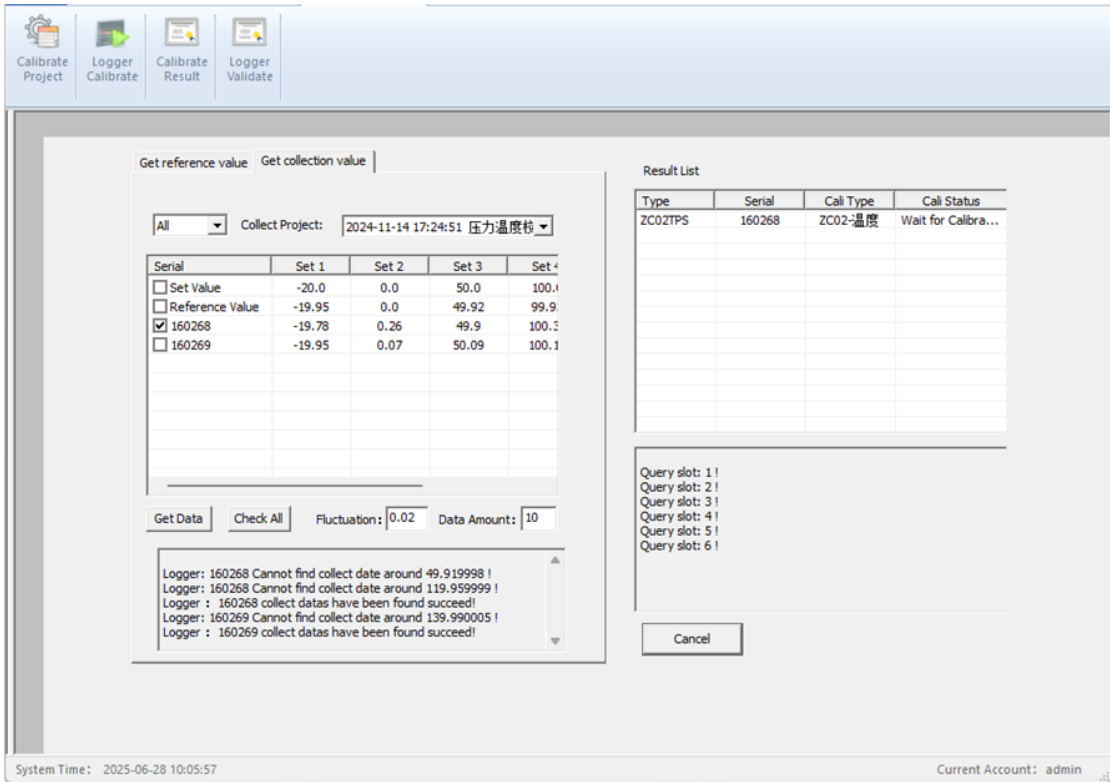 Calibrate Project
Logger Calibrate
Calibrate Result
Logger Validate
Get reference value
Get collection value
All
Collect Project:
2024-11-14 17:24:51 压力温度校
Serial Set 1 Set 2 Set 3 Set
Set Value -20.0 0.0 50.0 100.
Reference Value -19.95 0.0 49.92 99.9
160268 -19.78 0.26 49.9 100.3
160269 -19.95 0.07 50.09 100.1
Get Data
Check All
Fluctuation: 0.02
Data Amount: 10
Logger: 160268 Cannot find collect date around 49.919998 !
Logger: 160268 Cannot find collect date around 119.959999 !
Logger : 160268 collect datas have been found succeed!
Logger: 160269 Cannot find collect date around 139.990005 !
Logger : 160269 collect datas have been found succeed!
Result List
Type Serial Cali Type Cali Status
ZC02TPS 160268 ZC02-温度 Wait for Calibra...
Query slot: 1 !
Query slot: 2 !
Query slot: 3 !
Query slot: 4 !
Query slot: 5 !
Query slot: 6 !
Cancel
System Time: 2025-06-28 10:05:57
Current Account: admin